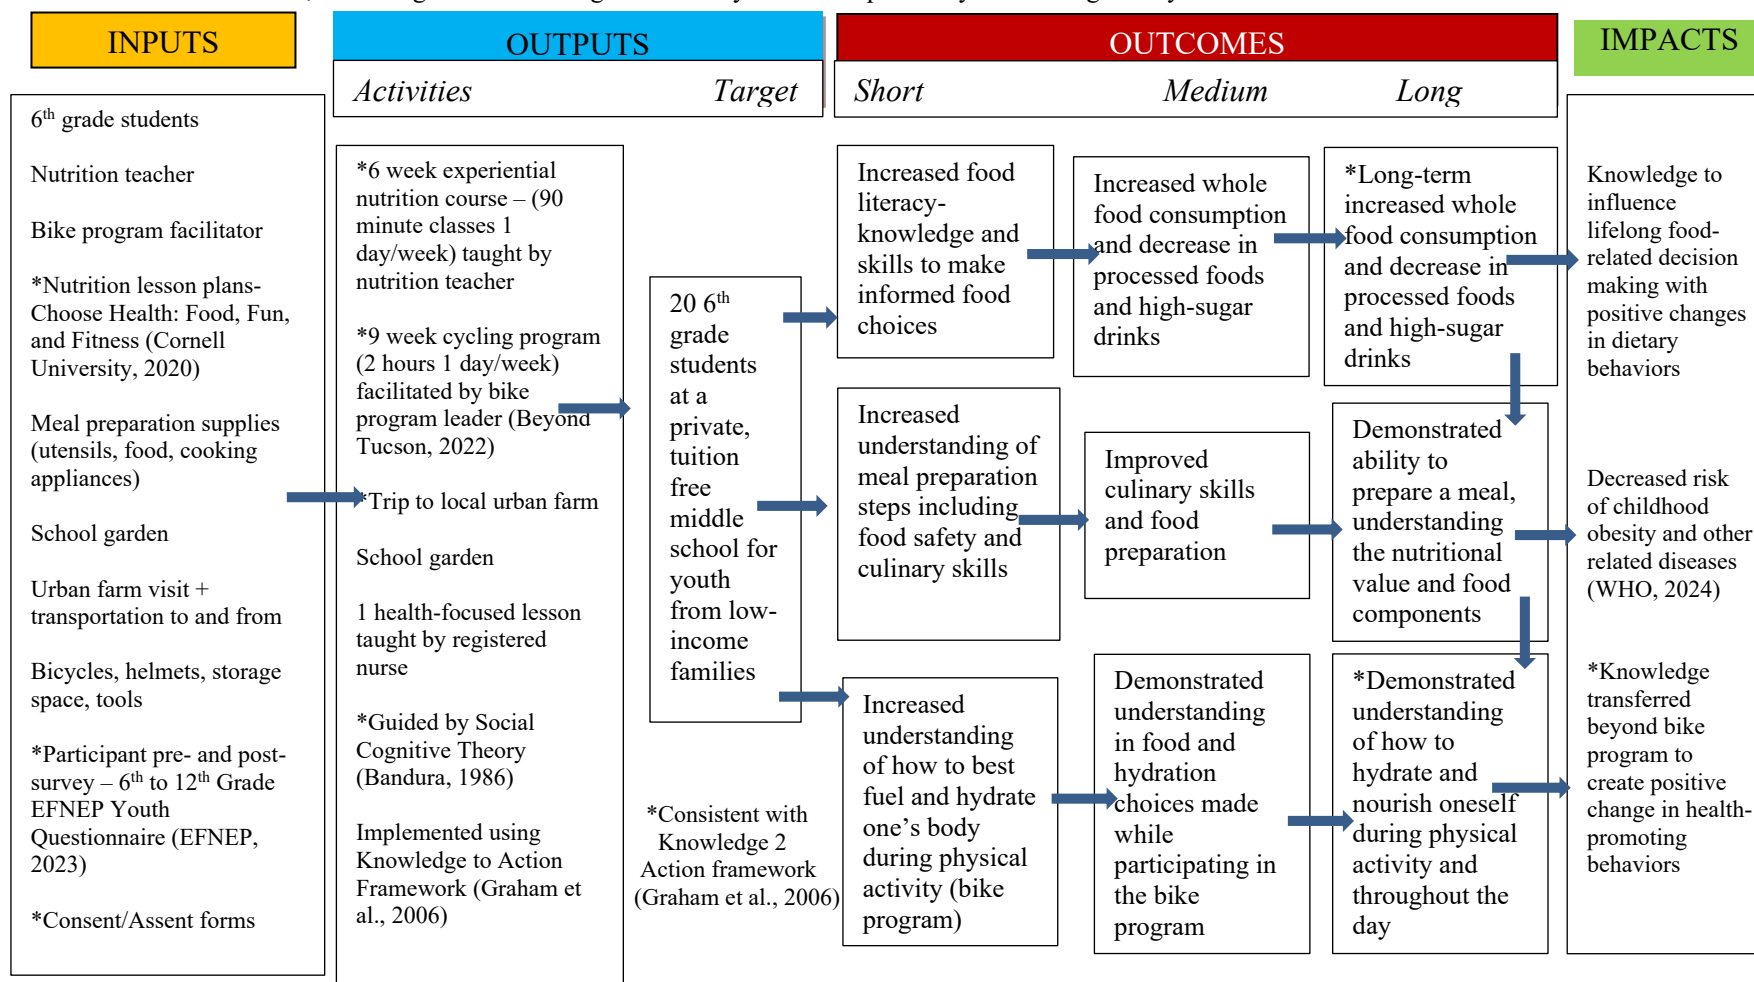 INPUTS
OUTPUTS
OUTCOMES
IMPACTS
Activities
Target
Short
Medium
Long
6th grade students
Nutrition teacher
Bike program facilitator
*Nutrition lesson plans-
Choose Health: Food, Fun,
and Fitness (Cornell
University, 2020)
Meal preparation supplies
(utensils, food, cooking
appliances)
School garden
Urban farm visit +
transportation to and from
Bicycles, helmets, storage
space, tools
*Participant pre- and post-
survey – 6th to 12th Grade
EFNEP Youth
Questionnaire (EFNEP,
2023)
*Consent/Assent forms
*6 week experiential
nutrition course – (90
minute classes 1
day/week) taught by
nutrition teacher
*9 week cycling program
(2 hours 1 day/week)
facilitated by bike
program leader (Beyond
Tucson, 2022)
*Trip to local urban farm
School garden
1 health-focused lesson
taught by registered
nurse
*Guided by Social
Cognitive Theory
(Bandura, 1986)
Implemented using
Knowledge to Action
Framework (Graham et
al., 2006)
20 6th
grade
students
at a
private,
tuition
free
middle
school for
youth
from low-
income
families
*Consistent with
Knowledge 2
Action framework
(Graham et al., 2006)
Increased food
literacy-
knowledge and
skills to make
informed food
choices
Increased whole
food consumption
and decrease in
processed foods
and high-sugar
drinks
*Long-term
increased whole
food consumption
and decrease in
processed foods
and high-sugar
drinks
Increased
understanding of
meal preparation
steps including
food safety and
culinary skills
Improved
culinary skills
and food
preparation
Demonstrated
ability to
prepare a meal,
understanding
the nutritional
value and food
components
Increased
understanding
of how to best
fuel and hydrate
one's body
during physical
activity (bike
program)
Demonstrated
understanding
in food and
hydration
choices made
while
participating in
the bike
program
*Demonstrated
understanding
of how to
hydrate and
nourish oneself
during physical
activity and
throughout the
day
Knowledge to
influence
lifelong food-
related decision
making with
positive changes
in dietary
behaviors
Decreased risk
of childhood
obesity and other
related diseases
(WHO, 2024)
*Knowledge
transferred
beyond bike
program to
create positive
change in health-
promoting
behaviors